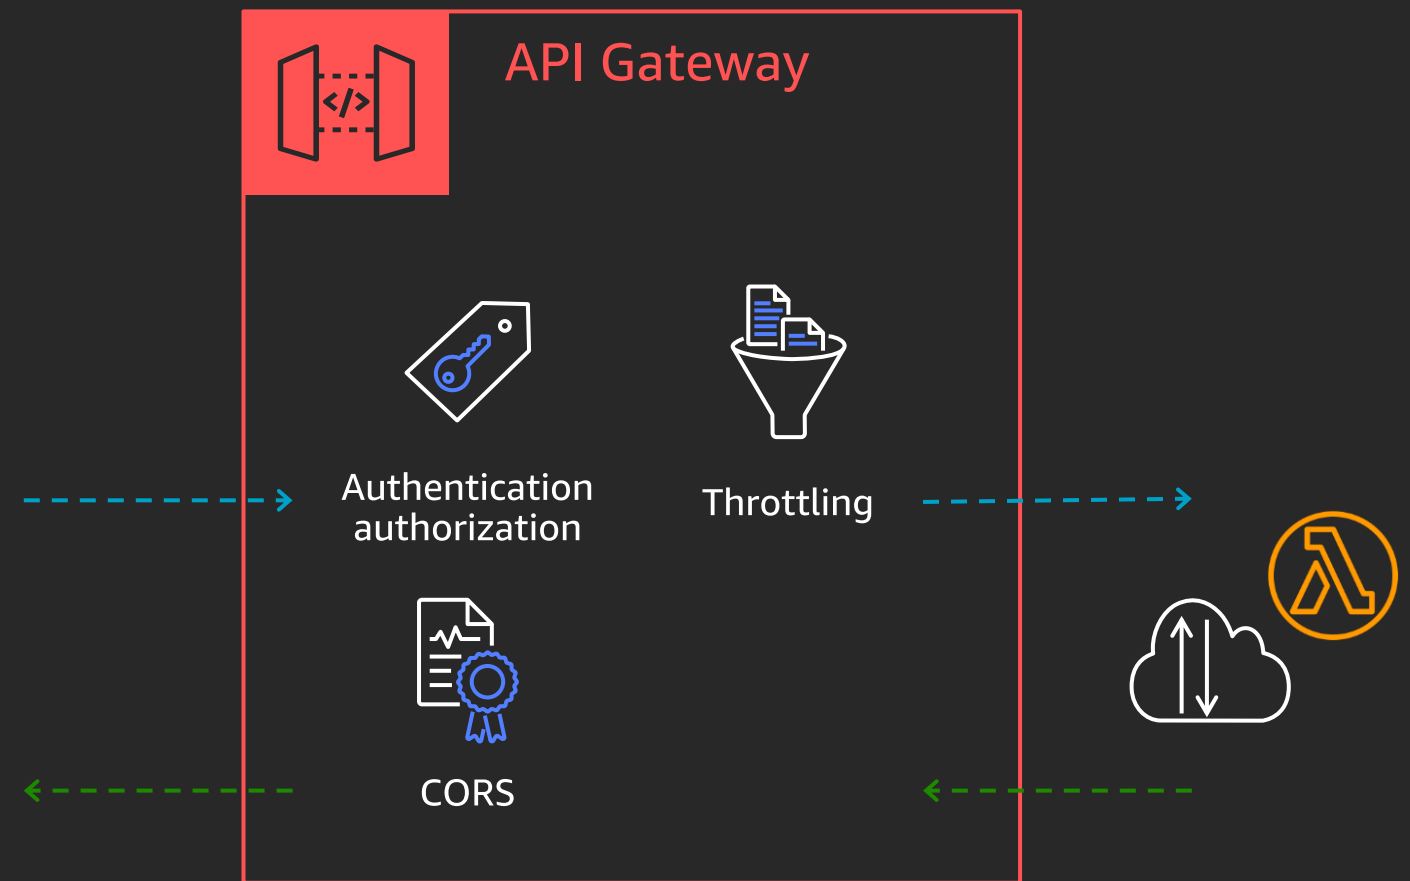 API Gateway
</>
Authentication
authorization
Throttling
CORS